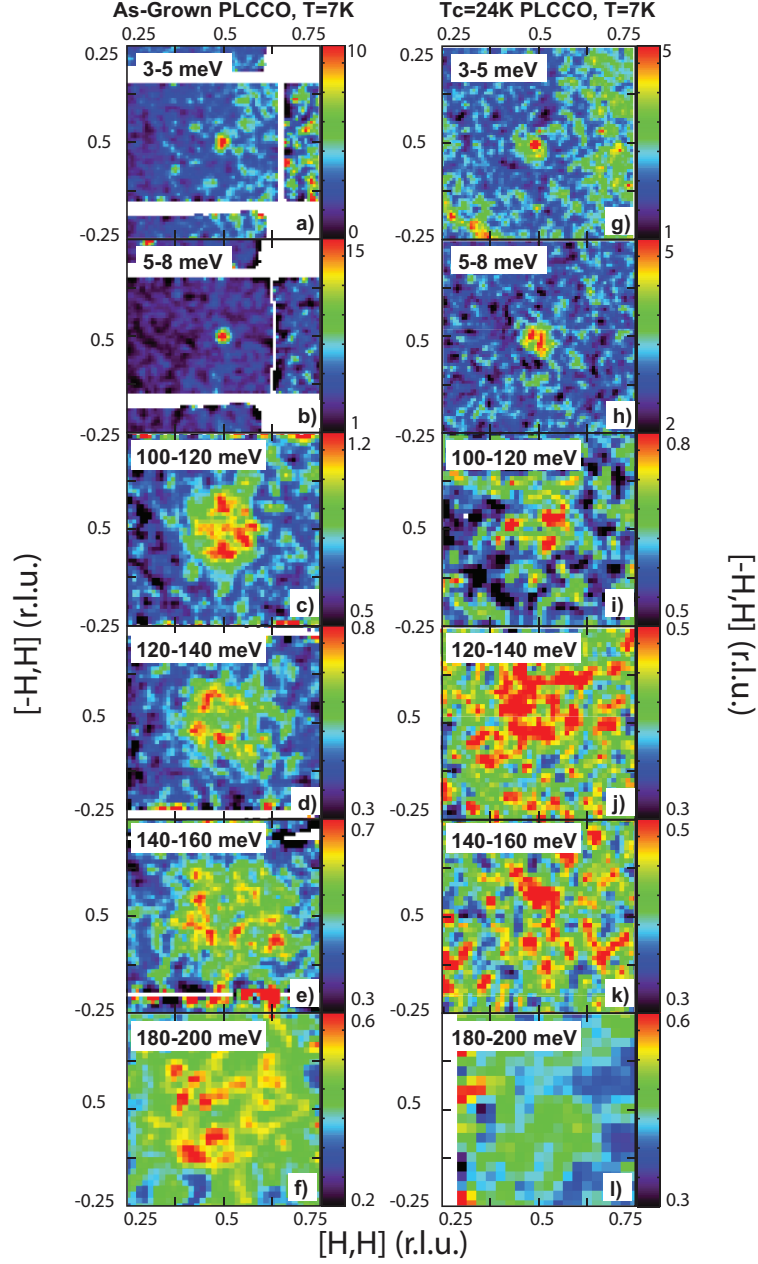 As-Grown PLCCO, T=7K
Tc=24K PLCCO, T=7K
0.25 0.5 0.75
0.25 0.5 0.75
0.25
3-5 meV
10
0.5
a)
0
-0.25
0.25
3-5 meV
5
0.5
g)
1
-0.25
5-8 meV
15
0.5
b)
1
-0.25
5-8 meV
5
0.5
h)
2
-0.25
100-120 meV
1.2
0.5
c)
0.5
-0.25
100-120 meV
0.8
0.5
i)
0.5
-0.25
120-140 meV
0.8
0.5
d)
0.3
-0.25
120-140 meV
0.5
0.5
j)
0.3
-0.25
140-160 meV
0.7
0.5
e)
0.3
-0.25
140-160 meV
0.5
0.5
k)
0.3
-0.25
180-200 meV
0.6
0.5
f)
0.2
-0.25
180-200 meV
0.6
0.5
l)
0.3
-0.25
0.25 0.5 0.75
0.25 0.5 0.75
[H,H] (r.l.u.)
[-H,H] (r.l.u.)
[-H,H] (r.l.u.)